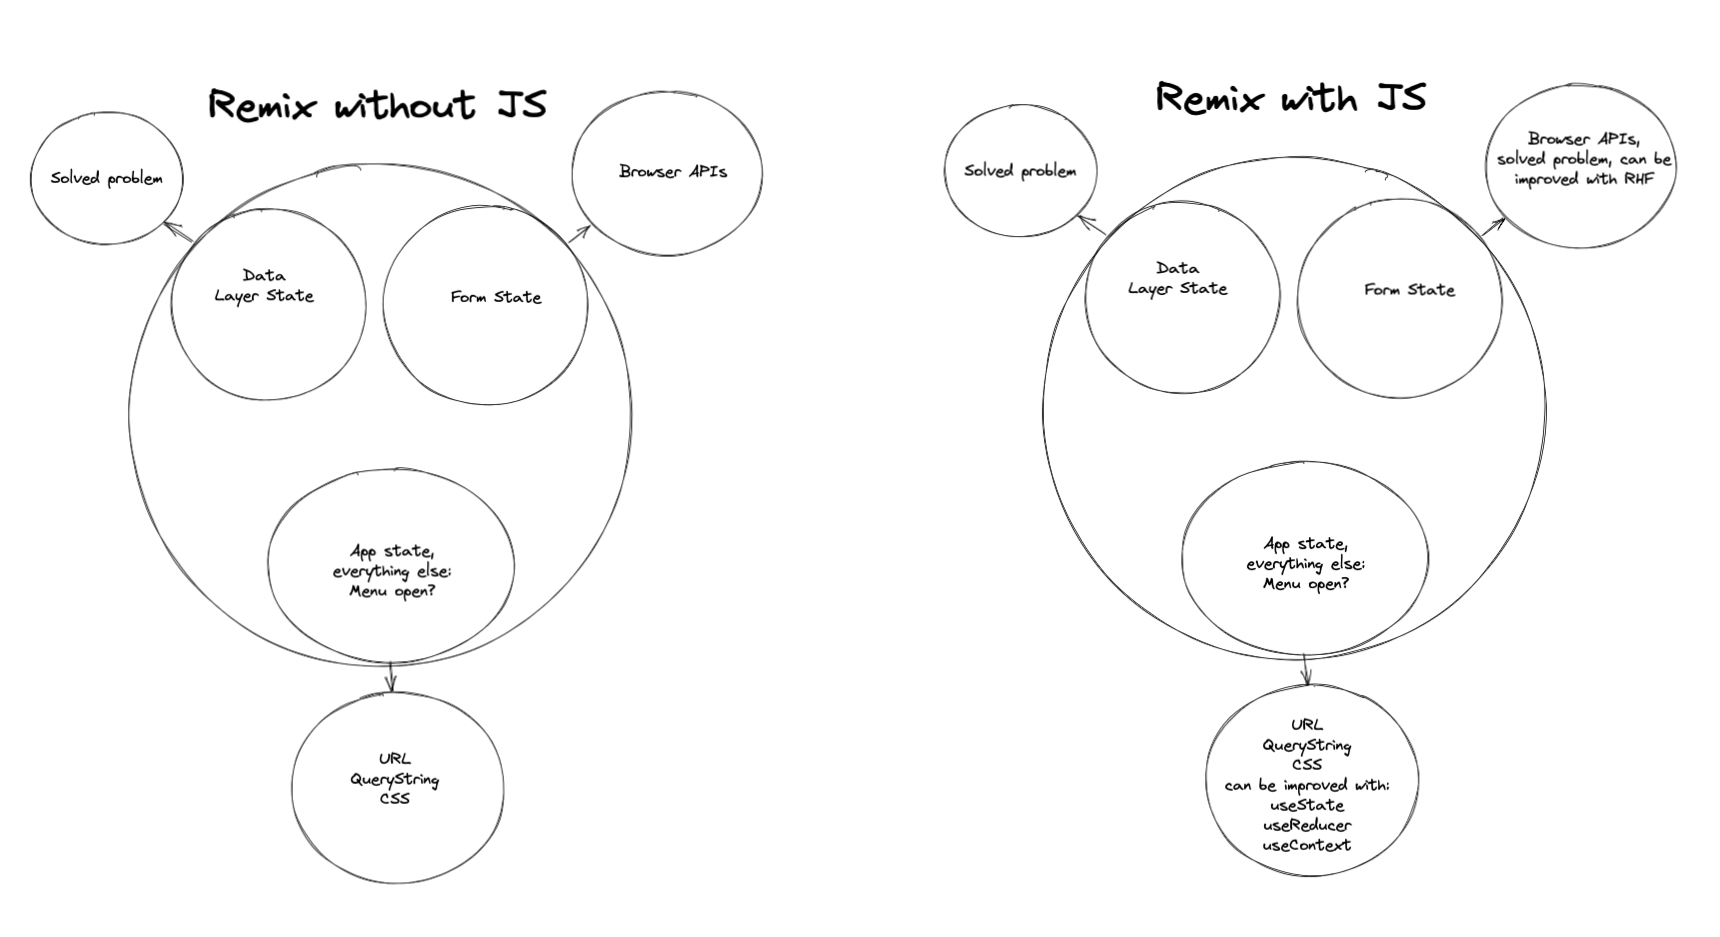 Remix without JS
Solved problem
Browser APIs
Data
Layer State
Form State
App state,
everything else:
Menu open?
URL
QueryString
CSS
Remix with JS
Solved problem
Browser APIs,
solved problem, can be
improved with RHF
Data
Layer State
Form State
App state,
everything else:
Menu open?
URL
QueryString
CSS
can be improved with:
useState
useReducer
useContext